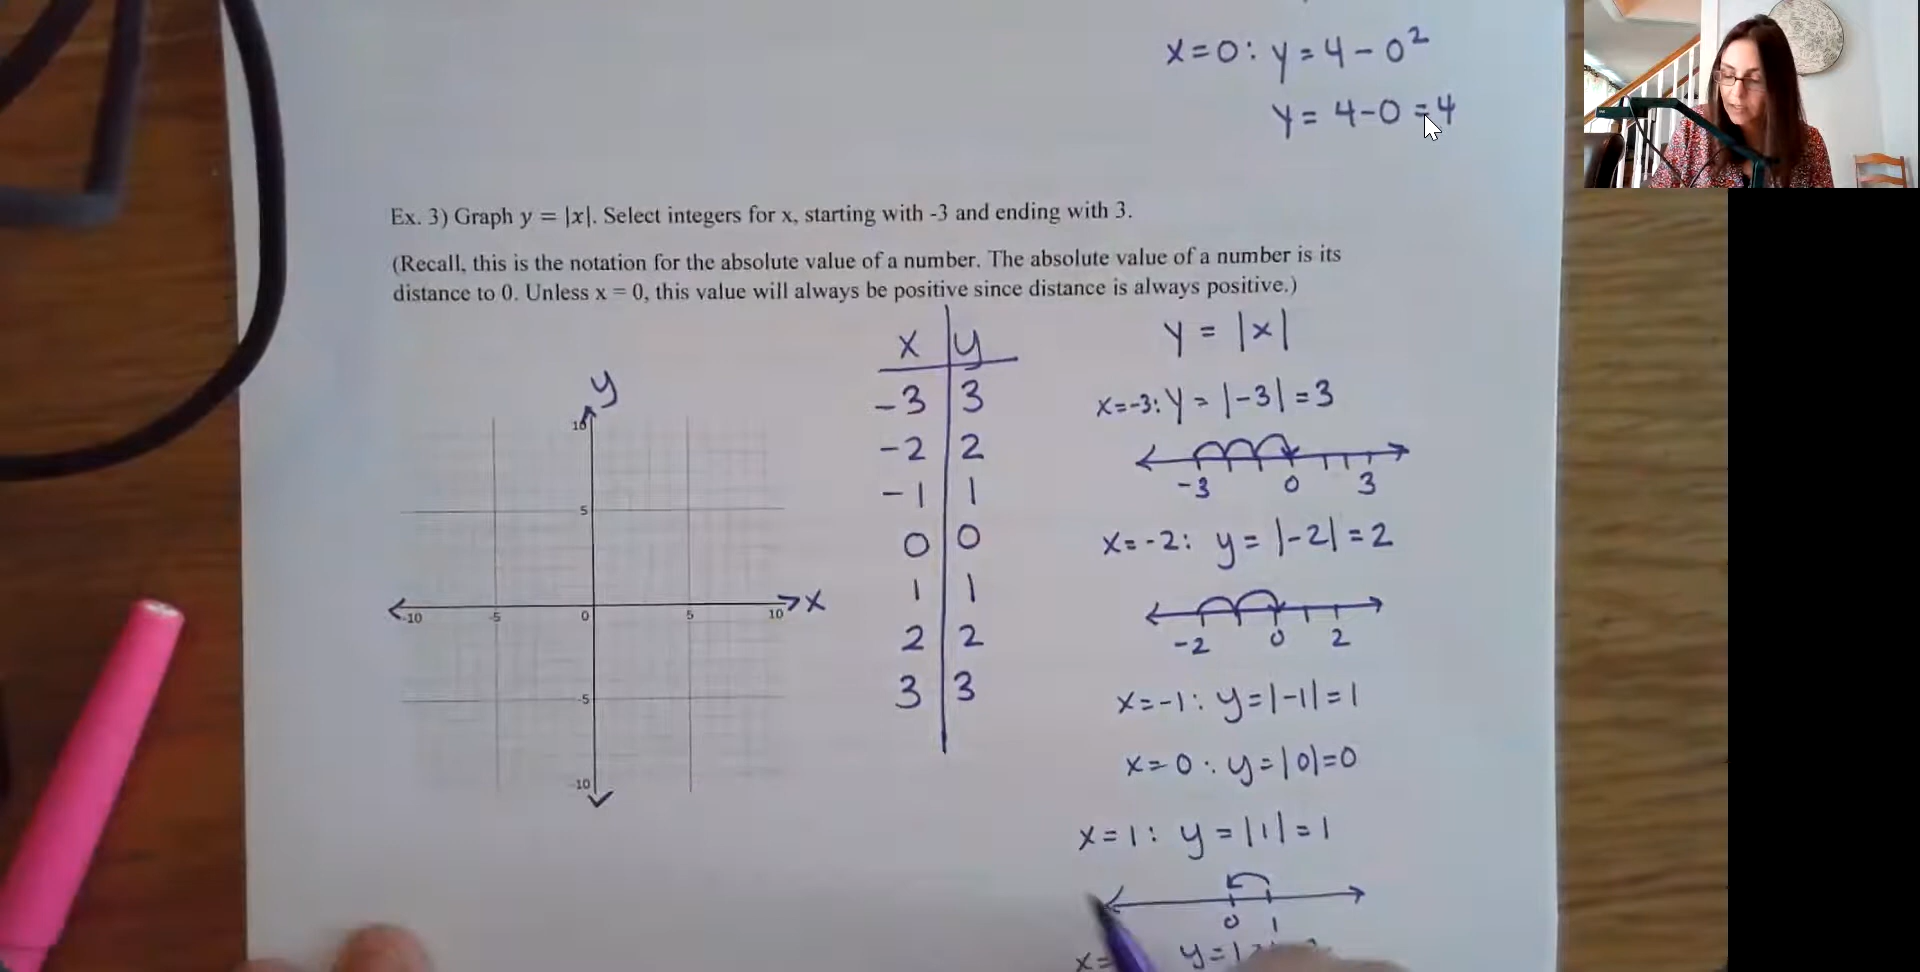 x=0: y = 4 - 0²
y = 4-0 = 4
Ex. 3) Graph y = |x|. Select integers for x, starting with -3 and ending with 3.
(Recall, this is the notation for the absolute value of a number. The absolute value of a number is its
distance to 0. Unless x = 0, this value will always be positive since distance is always positive.)
y
10
5
-10 -5 0 5 10 x
-5
-10
x y
-3 3
-2 2
-1 1
0 0
1 1
2 2
3 3
y = |x|
x=-3: y = |-3| = 3
-3 0 3
x=-2: y = |-2| = 2
-2 0 2
x=-1: y=|-1|=1
x=0: y=|0|=0
x=1: y=|1|=1
0 1
x= y=|